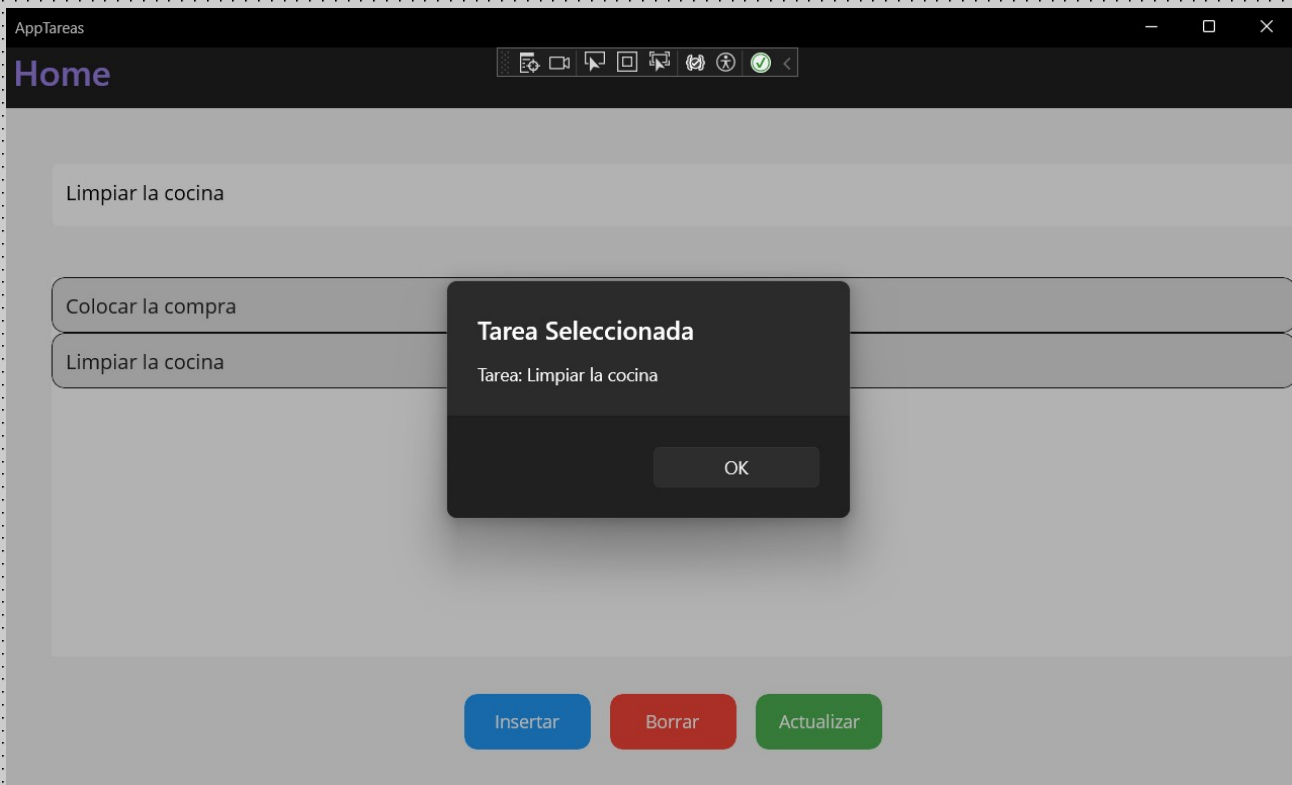 AppTareas
Home
Limpiar la cocina
Colocar la compra
Limpiar la cocina
Tarea Seleccionada
Tarea: Limpiar la cocina
OK
Insertar
Borrar
Actualizar